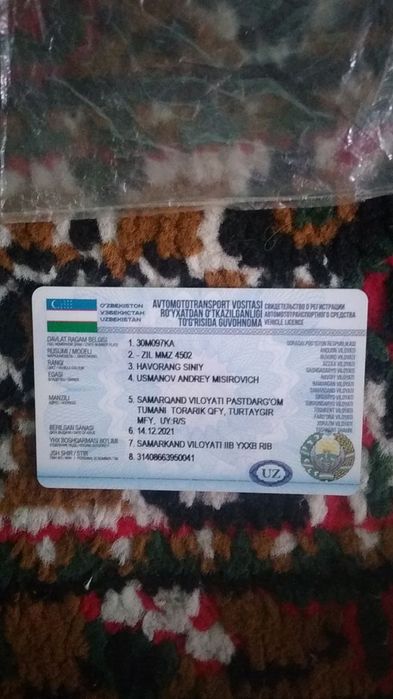 O'ZBEKISTON
УЗБЕКИСТАН
UZBEKISTAN
AVTOMOTOTRANSPORT VOSITASI
RO'YXATDAN O'TKAZILGANLIGI
TO'G'RISIDA GUVOHNOMA
СВИДЕТЕЛЬСТВО О РЕГИСТРАЦИИ
АВТОМОТОТРАНСПОРТНОГО СРЕДСТВА
VEHICLE LICENCE
DAVLAT RAQAM BELGISI
1. 30M097KA
RUSUMI / MODELI
2. - ZIL MMZ 4502
RANGI
3. HAVORANG SINIY
EGASI
4. USMANOV ANDREY MISIROVICH
MANZILI
5. SAMARQAND VILOYATI PASTDARG'OM
TUMANI TORARIK QFY, TURTAYGIR
MFY, UY:R/S
BERILGAN SANASI
6. 14.12.2021
YHX BOSHQARMASI BO'LIMI
7. SAMARKAND VILOYATI IIB YXXB RIB
JSH SHIR / STIR
8. 31408663950041
UZ